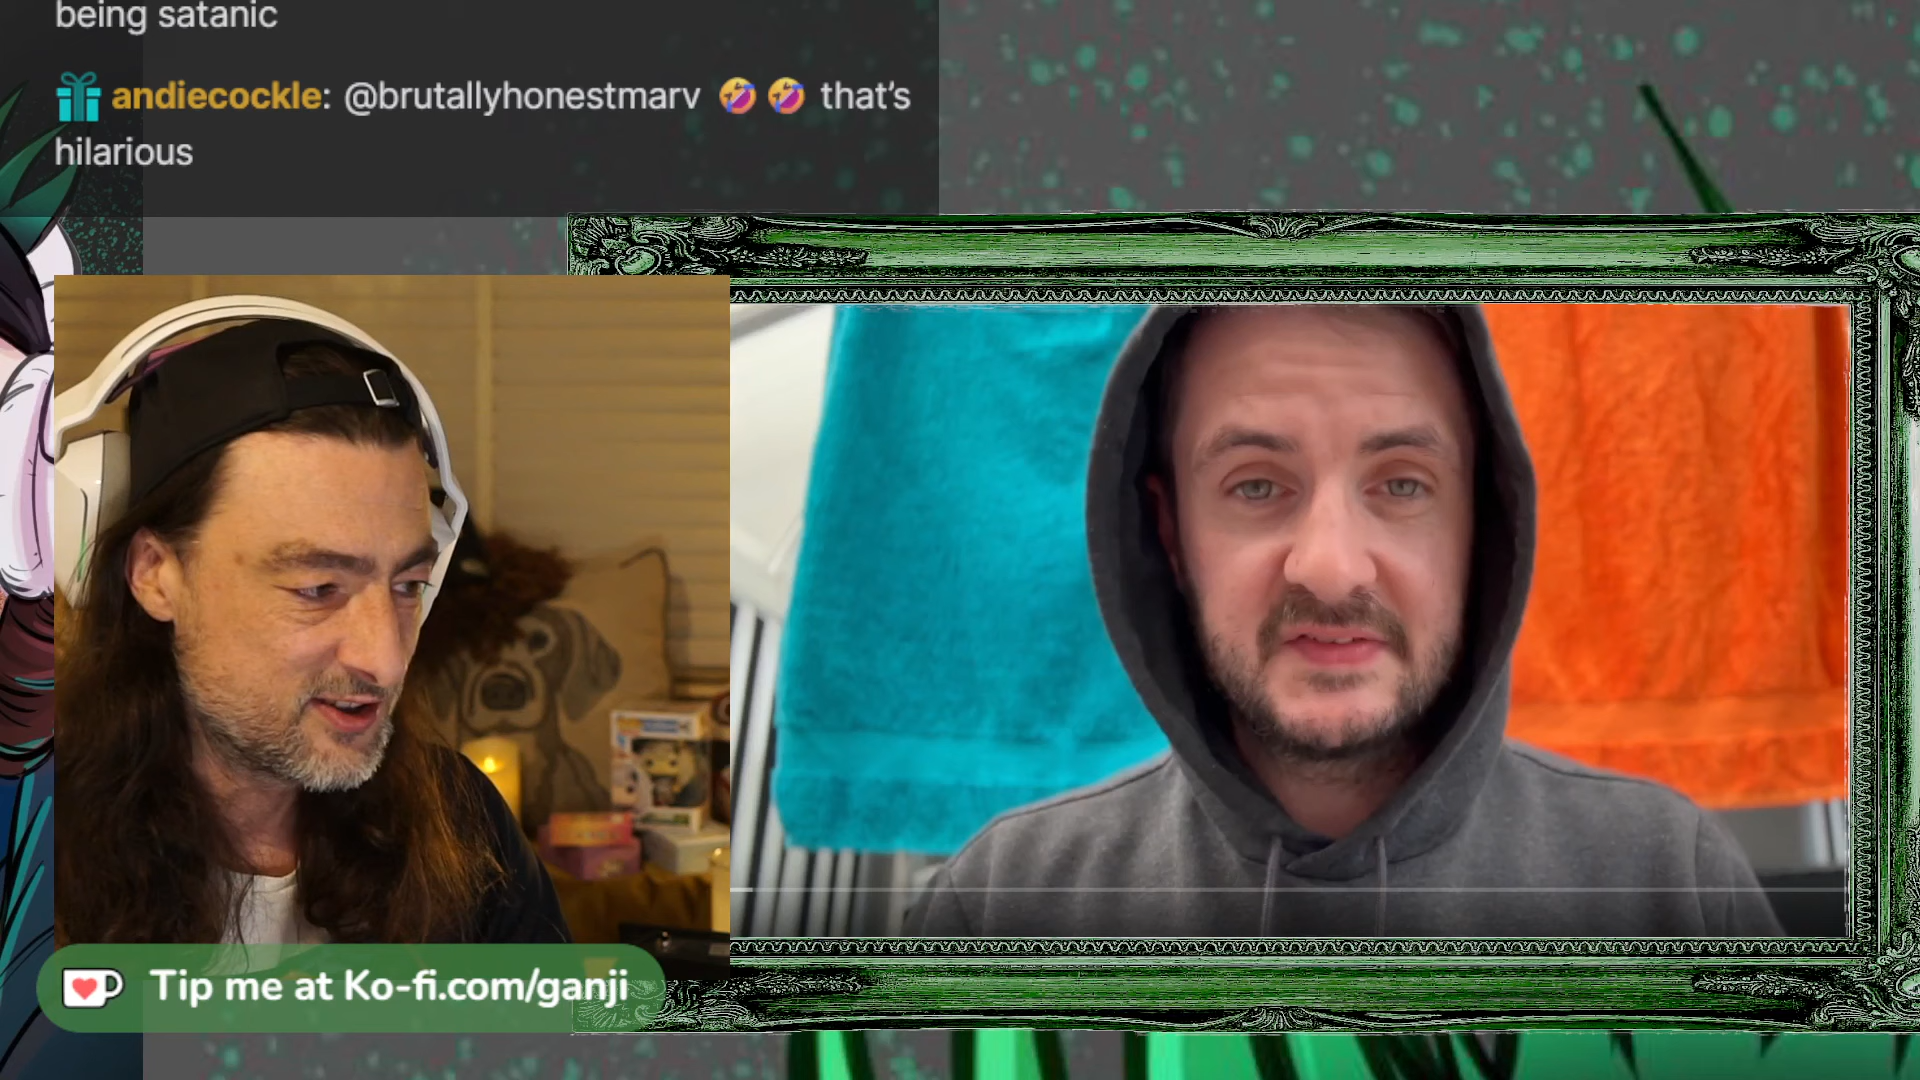 being satanic
andiecockle: @brutallyhonestmarv 🤣 🤣 that's
hilarious
Tip me at Ko-fi.com/ganji